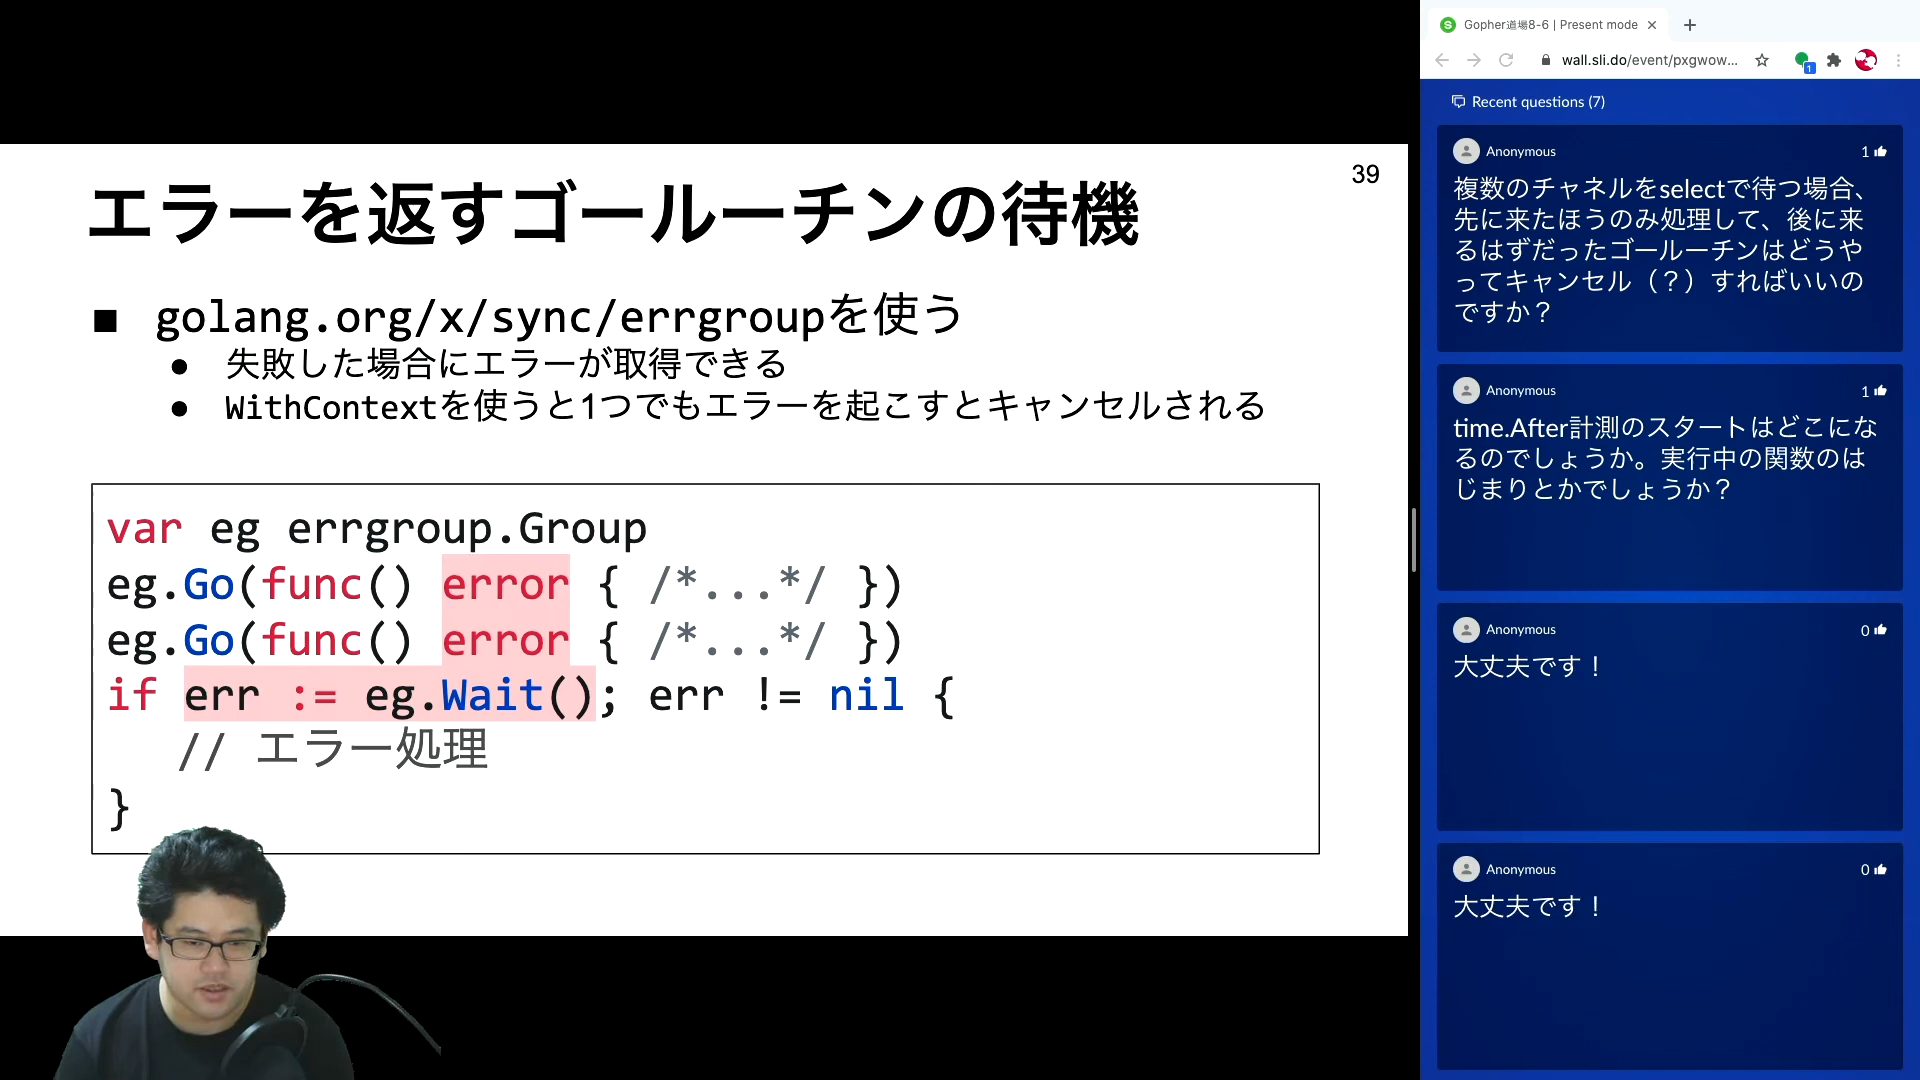 39
エラーを返すゴールーチンの待機
■ golang.org/x/sync/errgroupを使う
● 失敗した場合にエラーが取得できる
● WithContextを使うと1つでもエラーを起こすとキャンセルされる
var eg errgroup.Group
eg.Go(func() error { /*...*/ })
eg.Go(func() error { /*...*/ })
if err := eg.Wait(); err != nil {
// エラー処理
}
Gopher道場8-6 | Present mode
wall.sli.do/event/pxgwow...
1
Recent questions (7)
Anonymous
1
複数のチャネルをselectで待つ場合、
先に来たほうのみ処理して、後に来
るはずだったゴールーチンはどうや
ってキャンセル（？）すればいいの
ですか？
Anonymous
1
time.After計測のスタートはどこにな
るのでしょうか。実行中の関数のは
じまりとかでしょうか？
Anonymous
0
大丈夫です！
Anonymous
0
大丈夫です！